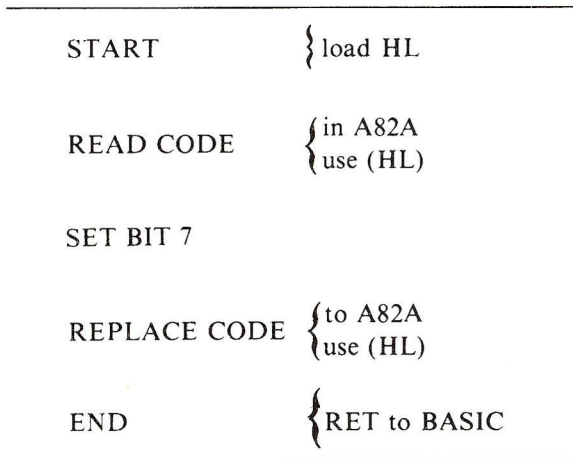 START { load HL
READ CODE { in A82A
use (HL)
SET BIT 7
REPLACE CODE { to A82A
use (HL)
END { RET to BASIC